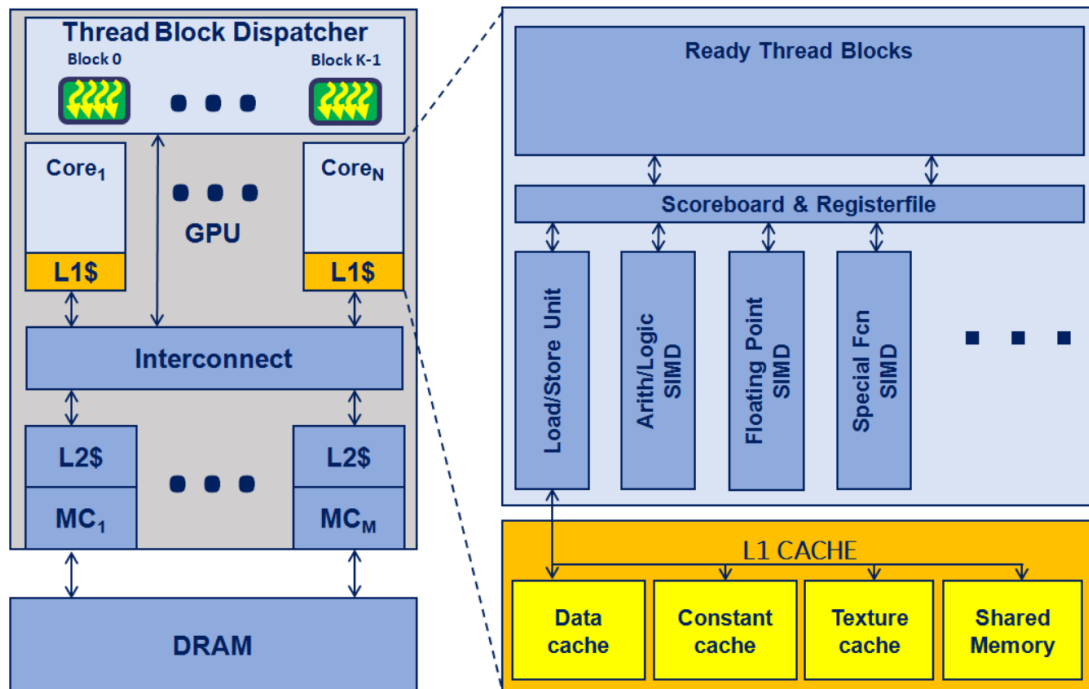 Thread Block Dispatcher
Block 0
Block K-1
Core₁
Core_N
GPU
L1$
L1$
Interconnect
L2$
L2$
MC₁
MC_M
DRAM
Ready Thread Blocks
Scoreboard & Registerfile
Load/Store Unit
Arith/Logic
SIMD
Floating Point
SIMD
Special Fcn
SIMD
L1 CACHE
Data
cache
Constant
cache
Texture
cache
Shared
Memory